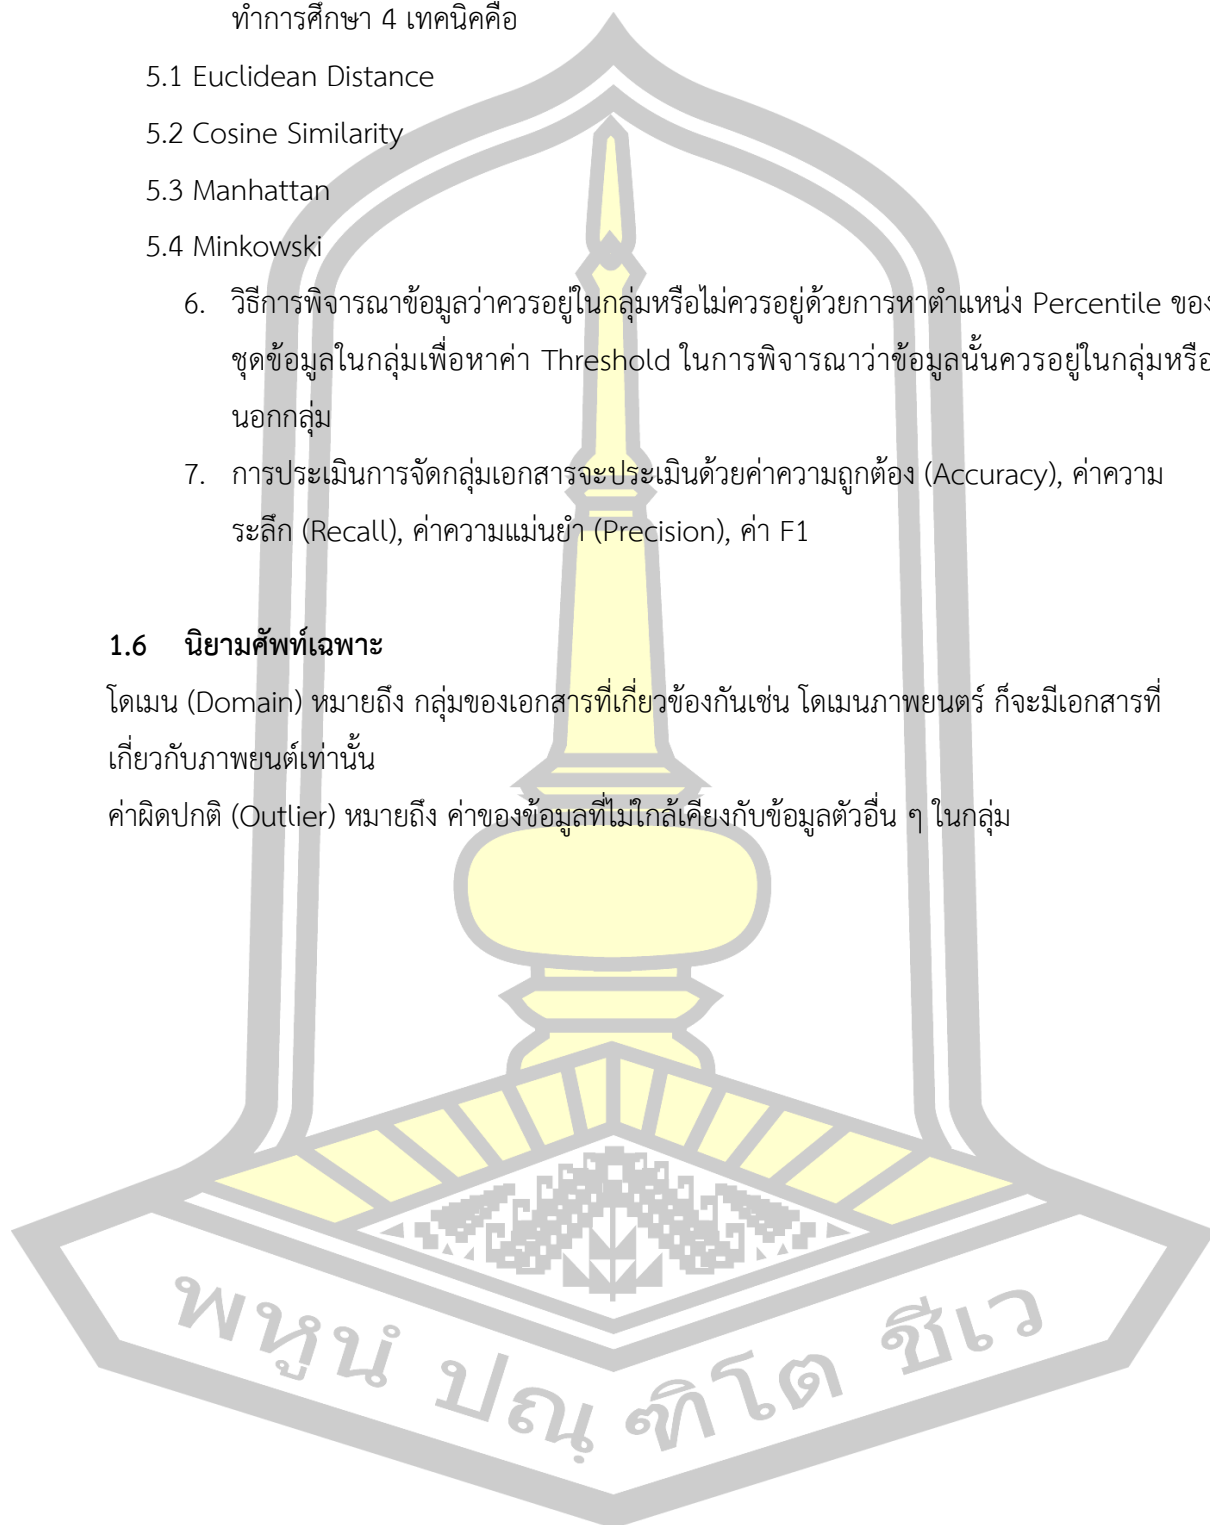 ทำการศึกษา 4 เทคนิคคือ
5.1 Euclidean Distance
5.2 Cosine Similarity
5.3 Manhattan
5.4 Minkowski
6. วิธีการพิจารณาข้อมูลว่าควรอยู่ในกลุ่มหรือไม่ควรอยู่ด้วยการหาตำแหน่ง Percentile ของ
ชุดข้อมูลในกลุ่มเพื่อหาค่า Threshold ในการพิจารณาว่าข้อมูลนั้นควรอยู่ในกลุ่มหรือ
นอกกลุ่ม
7. การประเมินการจัดกลุ่มเอกสารจะประเมินด้วยค่าความถูกต้อง (Accuracy), ค่าความ
ระลึก (Recall), ค่าความแม่นยำ (Precision), ค่า F1
1.6 นิยามศัพท์เฉพาะ
โดเมน (Domain) หมายถึง กลุ่มของเอกสารที่เกี่ยวข้องกันเช่น โดเมนภาพยนตร์ ก็จะมีเอกสารที่
เกี่ยวกับภาพยนต์เท่านั้น
ค่าผิดปกติ (Outlier) หมายถึง ค่าของข้อมูลที่ไม่ใกล้เคียงกับข้อมูลตัวอื่น ๆ ในกลุ่ม
พหูนํ ปณฺฑิโต ชีเว